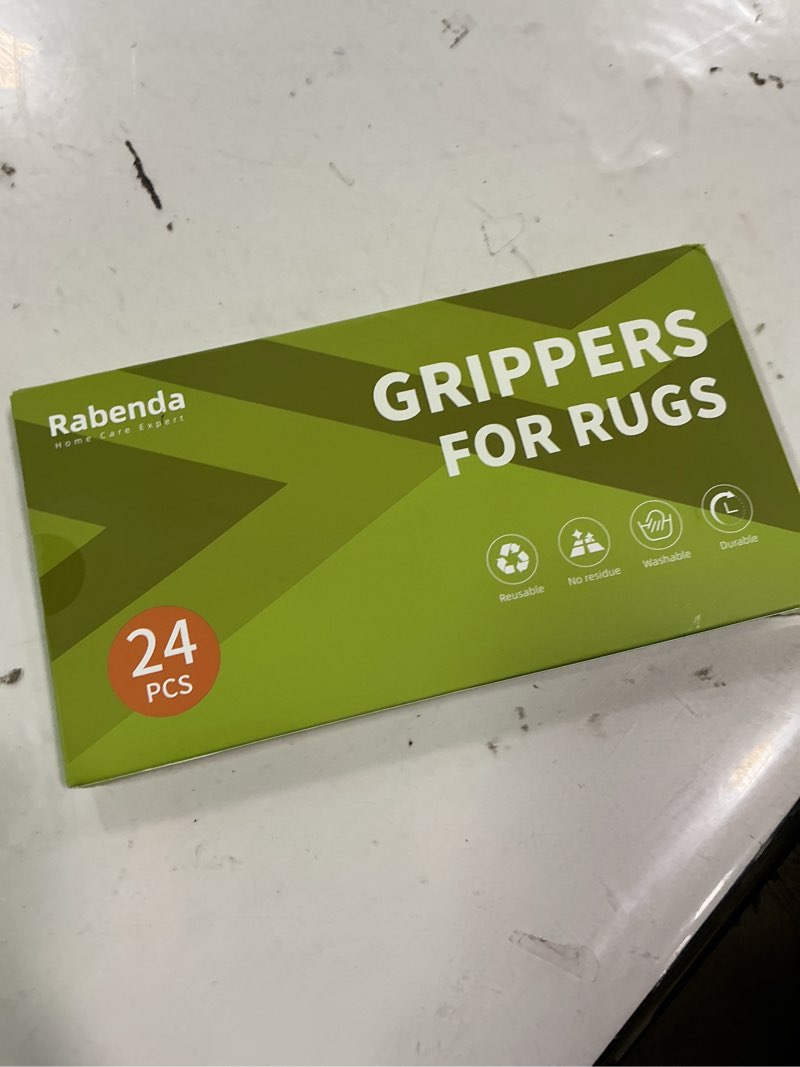 Rabenda
Home Care Expert
GRIPPERS
FOR RUGS
Reusable
No residue
Washable
Durable
24
PCS